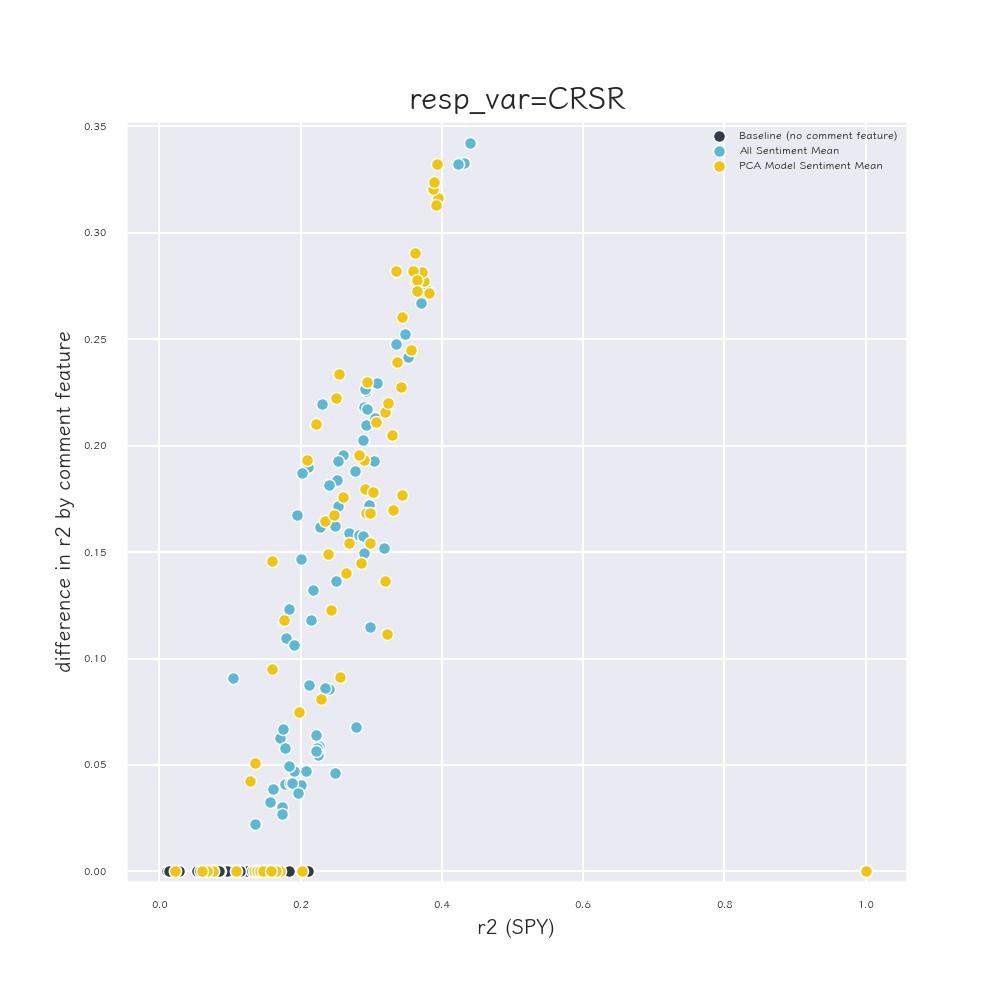 resp_var=CRSR
Baseline (no comment feature)
All Sentiment Mean
PCA Model Sentiment Mean
difference in r2 by comment feature
0.35
0.30
0.25
0.20
0.15
0.10
0.05
0.00
0.0 0.2 0.4 0.6 0.8 1.0
r2 (SPY)